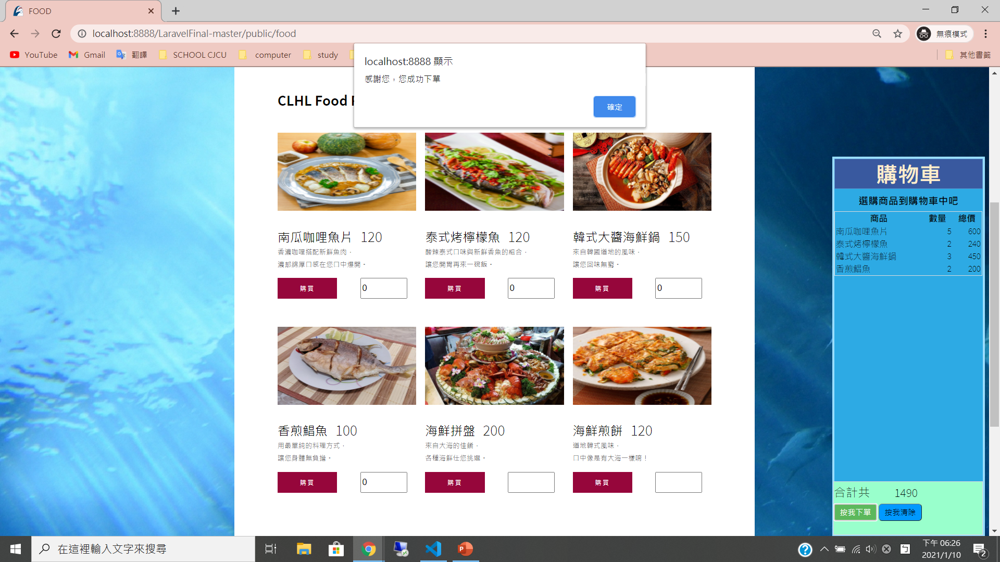 FOOD
localhost:8888/LaravelFinal-master/public/food
無痕模式
YouTube
Gmail
翻譯
SCHOOL CJCU
computer
study
其他書籤
localhost:8888 顯示
感謝您，您成功下單
確定
CLHL Food
南瓜咖哩魚片 120
香濃咖哩搭配新鮮魚肉，
濃郁綿厚口感在您口中爆開。
購買
0
泰式烤檸檬魚 120
酸辣泰式口味與新鮮香魚的組合，
讓您開胃再來一碗飯。
購買
0
韓式大醬海鮮鍋 150
來自韓國道地的風味，
讓您回味無窮。
購買
0
香煎鯧魚 100
用最單純的料理方式，
讓您身體無負擔。
購買
0
海鮮拼盤 200
來自大海的佳餚，
各種海鮮任您挑選。
購買
海鮮煎餅 120
道地韓式風味，
口中像是有大海一樣唷！
購買
購物車
選購商品到購物車中吧
商品 數量 總價
南瓜咖哩魚片 5 600
泰式烤檸檬魚 2 240
韓式大醬海鮮鍋 3 450
香煎鯧魚 2 200
合計共 1490
按我下單 按我清除
在這裡輸入文字來搜尋
下午 06:26
2021/1/10
2